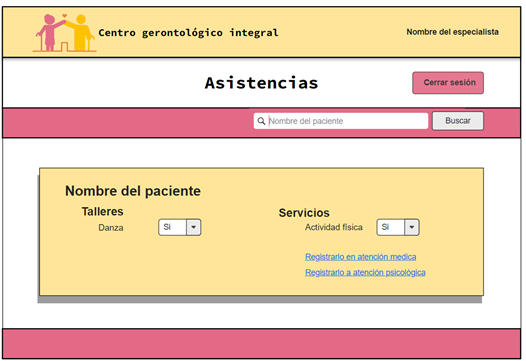 Centro gerontológico integral
Nombre del especialista
Asistencias
Cerrar sesión
Nombre del paciente
Buscar
Nombre del paciente
Talleres
Danza
Si
Servicios
Actividad física
Si
Registrarlo en atención medica
Registrarlo a atención psicológica